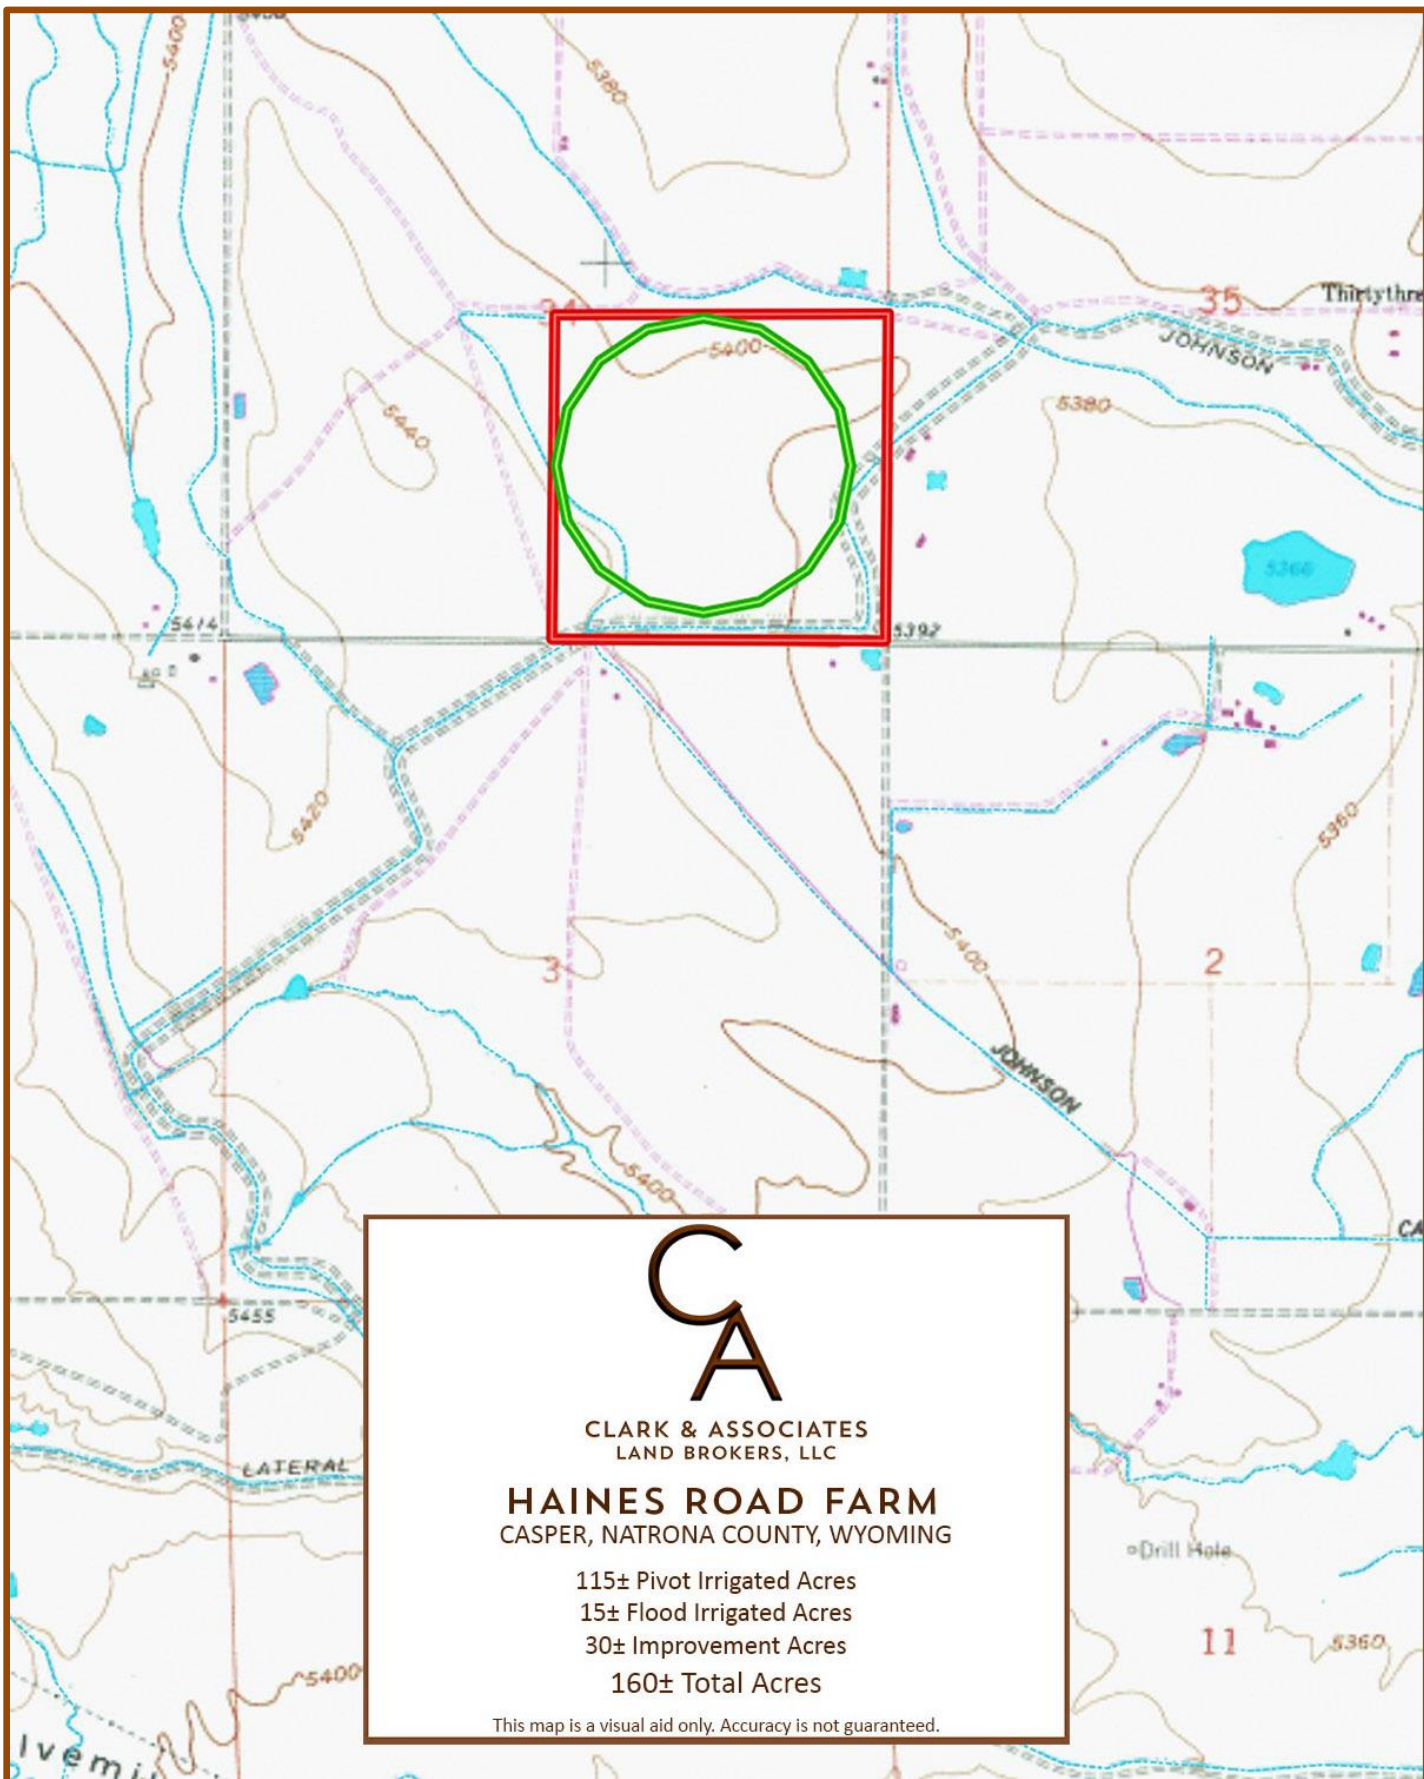 5400
5380
34
35
Thirtythre
5400
JOHNSON
5380
5440
5366
5414
5392
5420
5360
3
5400
2
JOHNSON
5400
CA
5455
CA
CLARK & ASSOCIATES
LAND BROKERS, LLC
LATERAL
HAINES ROAD FARM
CASPER, NATRONA COUNTY, WYOMING
Drill Hole
115± Pivot Irrigated Acres
15± Flood Irrigated Acres
30± Improvement Acres
11
5360
160± Total Acres
5400
This map is a visual aid only. Accuracy is not guaranteed.
lvemil